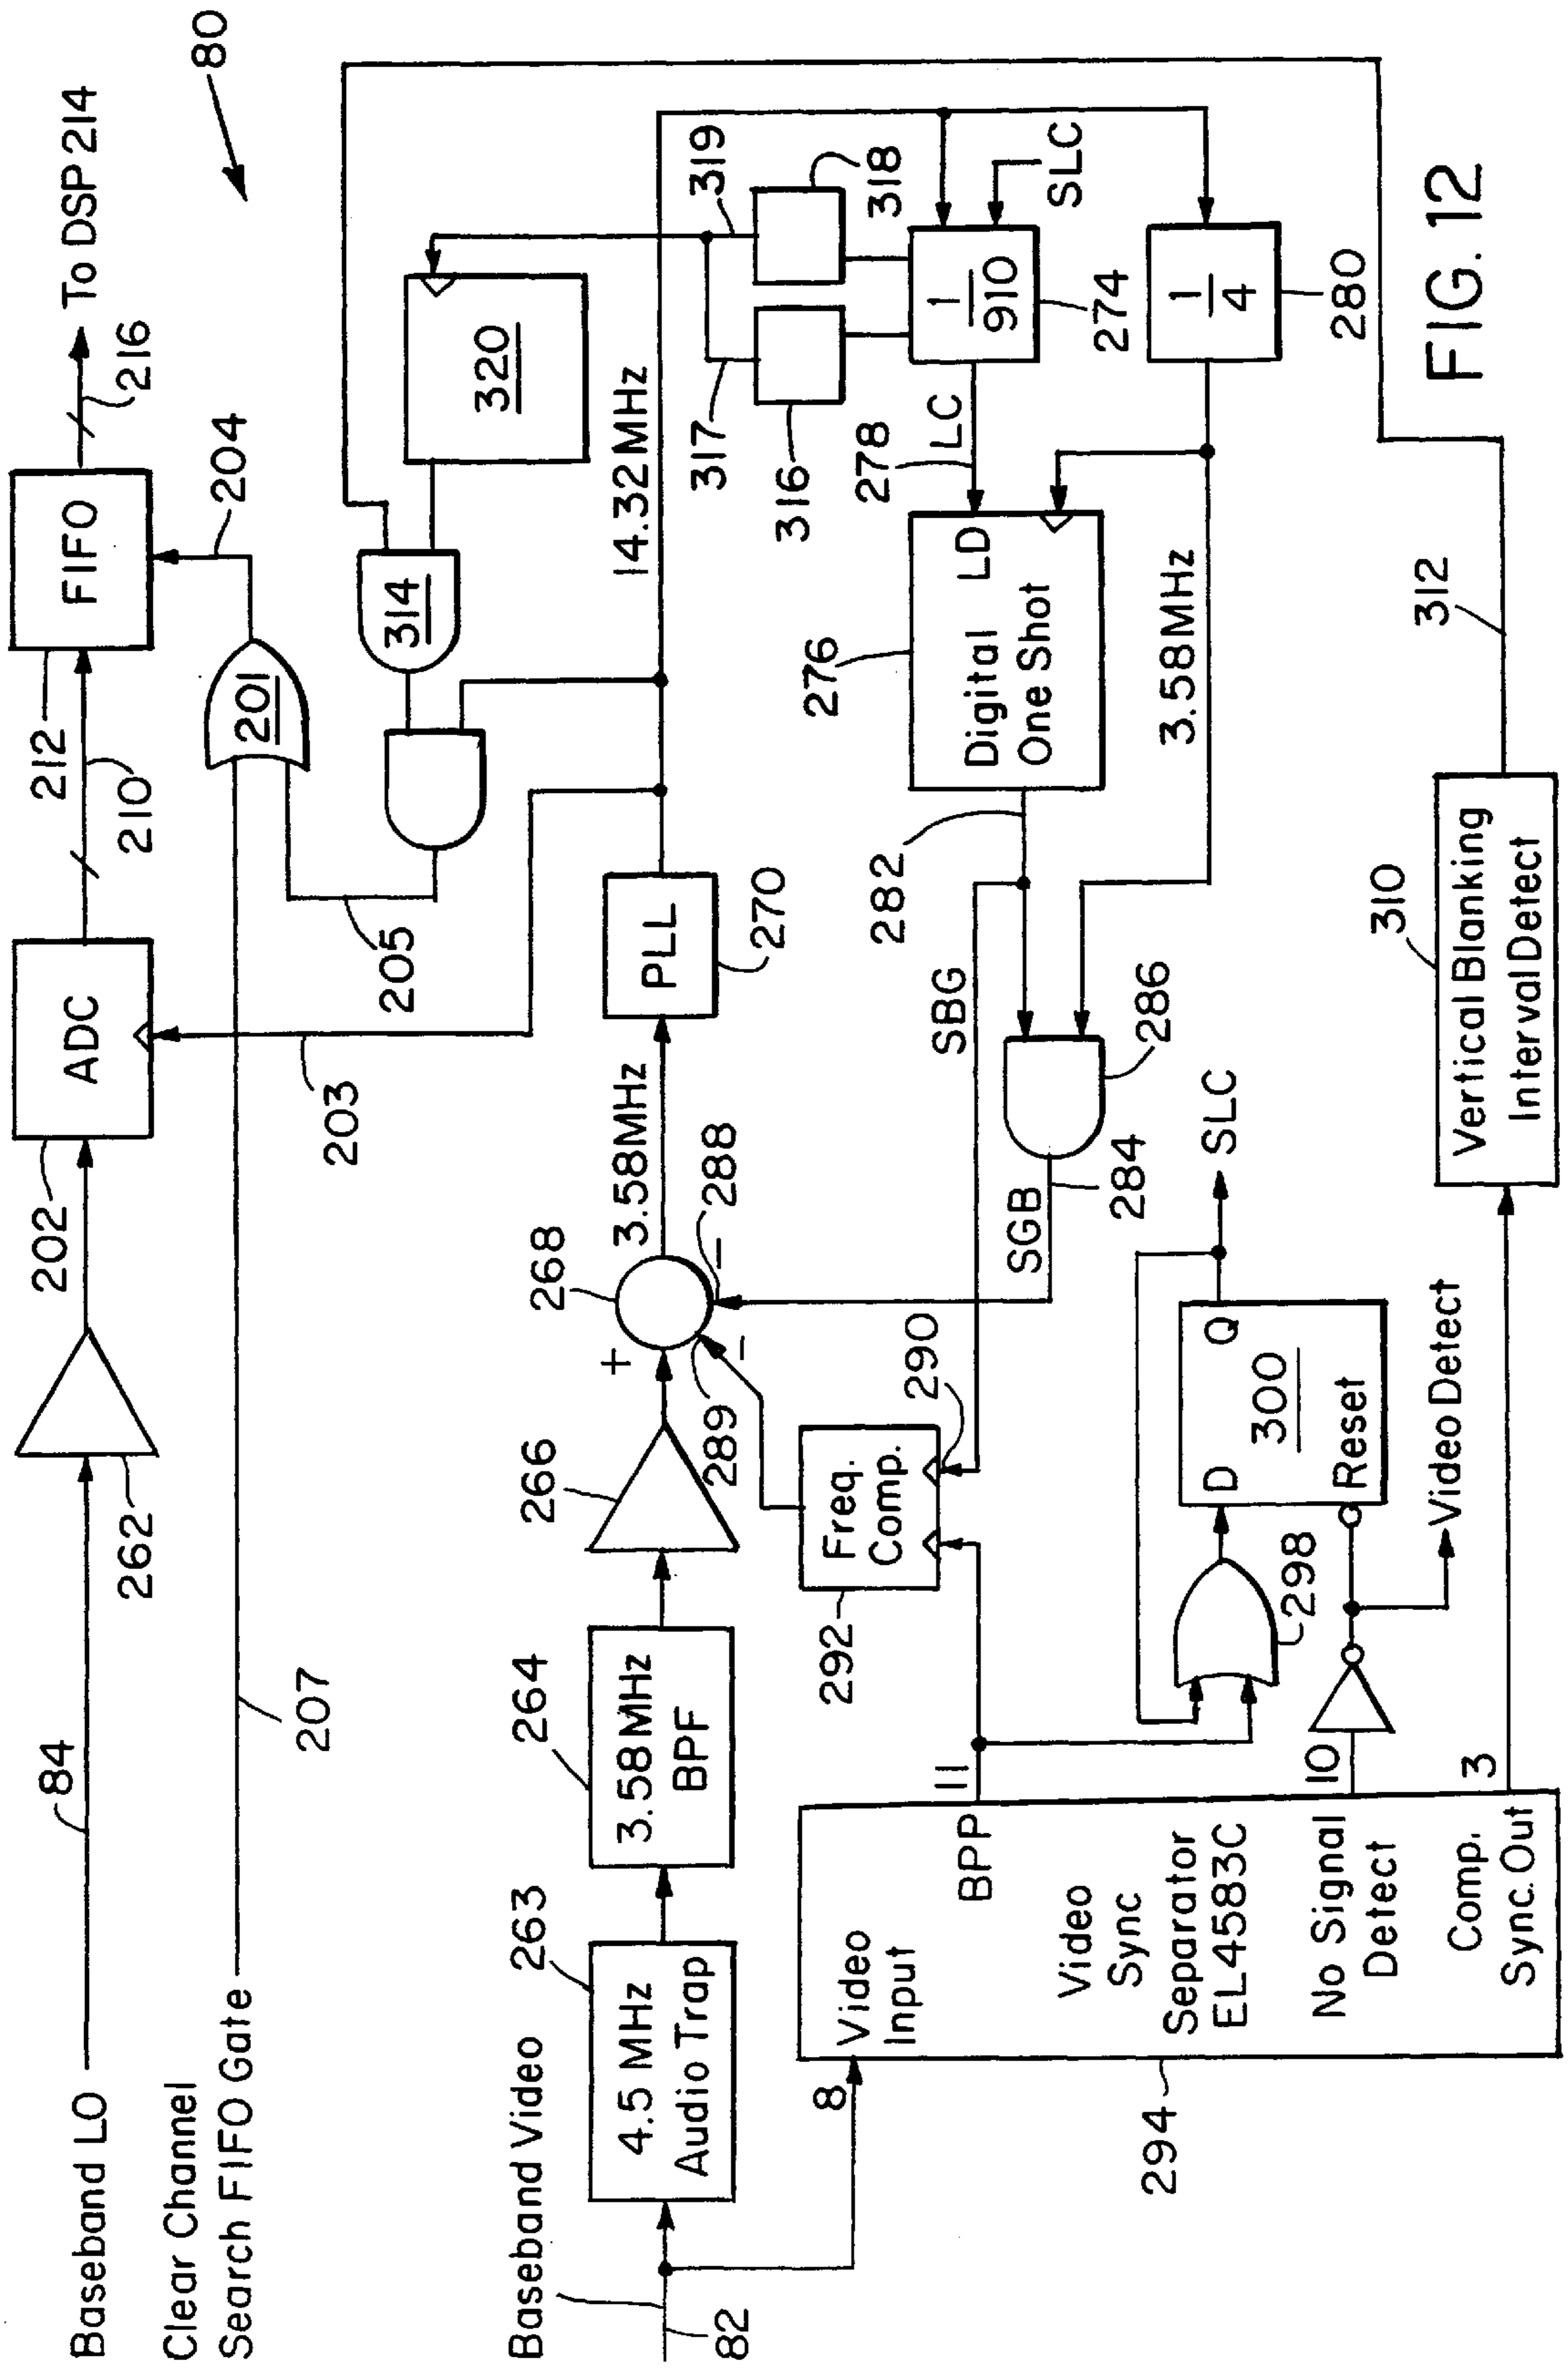 80
Baseband LO
84
262
202
ADC
210
212
FIFO
216
To DSP 214
Clear Channel
Search FIFO Gate
207
203
205
201
204
314
320
Baseband Video
82
4.5 MHz
Audio Trap
263
3.58MHz
BPF
264
266
+
268
289
-
288
-
3.58MHz
PLL
270
14.32MHz
317
319
316
318
SLC
1
910
274
1
4
280
LC
278
LD
Digital
One Shot
276
282
3.58MHz
SBG
286
SGB
284
290
Freq.
Comp.
292
8
Video
Input
BPP
11
Video
Sync
Separator
EL4583C
No Signal
Detect
10
Comp.
Sync. Out
3
294
298
D
Q
300
Reset
SLC
Video Detect
Vertical Blanking
Interval Detect
310
312
FIG. 12